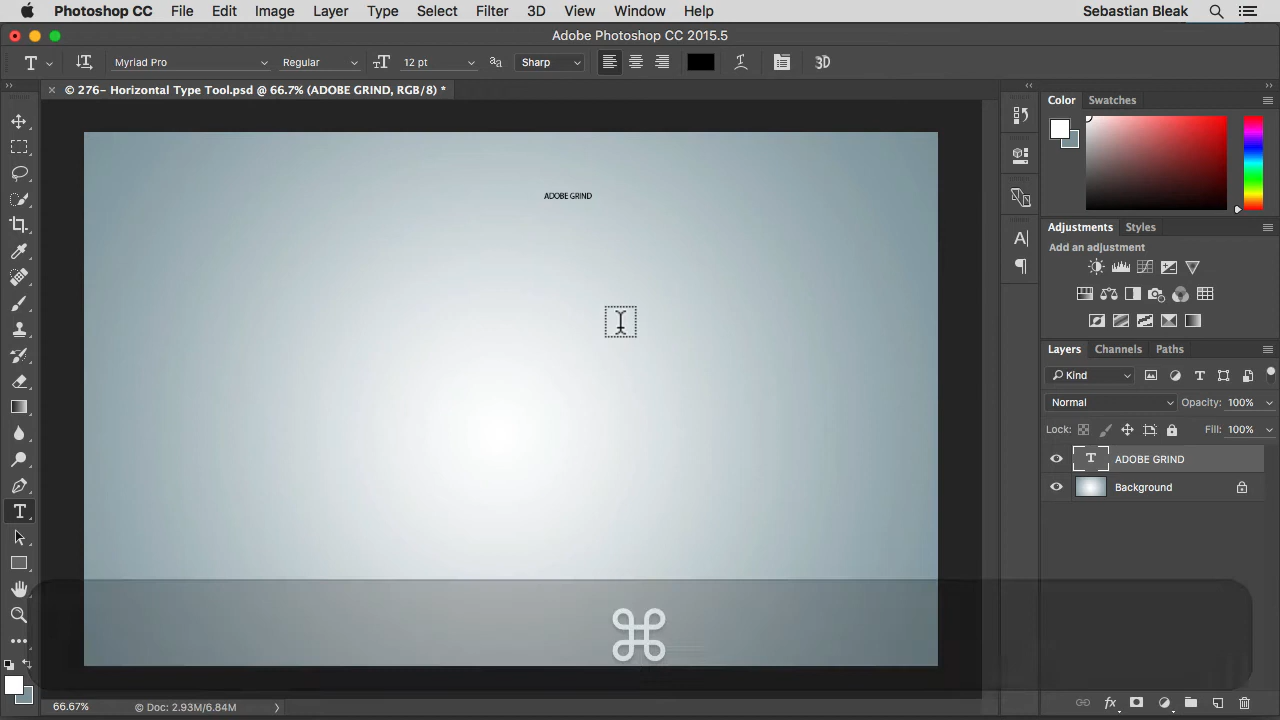 Photoshop CC File Edit Image Layer Type Select Filter 3D View Window Help Sebastian Bleak
Adobe Photoshop CC 2015.5
T Myriad Pro Regular 12 pt aa Sharp 3D
© 276– Horizontal Type Tool.psd @ 66.7% (ADOBE GRIND, RGB/8) *
Color Swatches
ADOBE GRIND
Adjustments Styles
Add an adjustment
Layers Channels Paths
Kind
Normal Opacity: 100%
Lock: Fill: 100%
ADOBE GRIND
Background
⌘
66.67% © Doc: 2.93M/6.84M